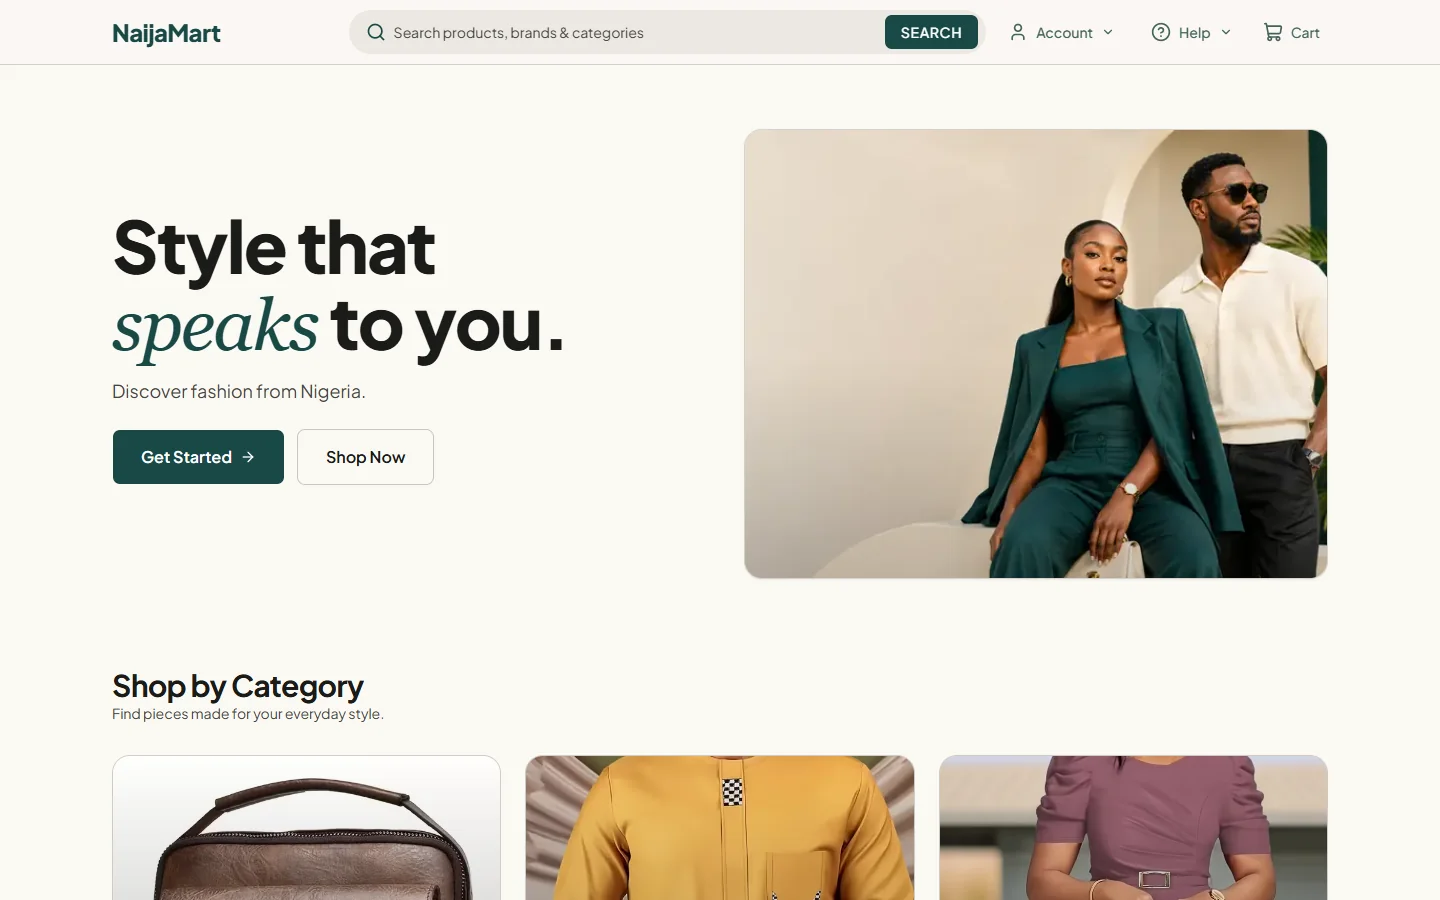 NaijaMart
Search products, brands & categories
SEARCH
Account
Help
Cart
Style that
speaks to you.
Discover fashion from Nigeria.
Get Started →
Shop Now
Shop by Category
Find pieces made for your everyday style.